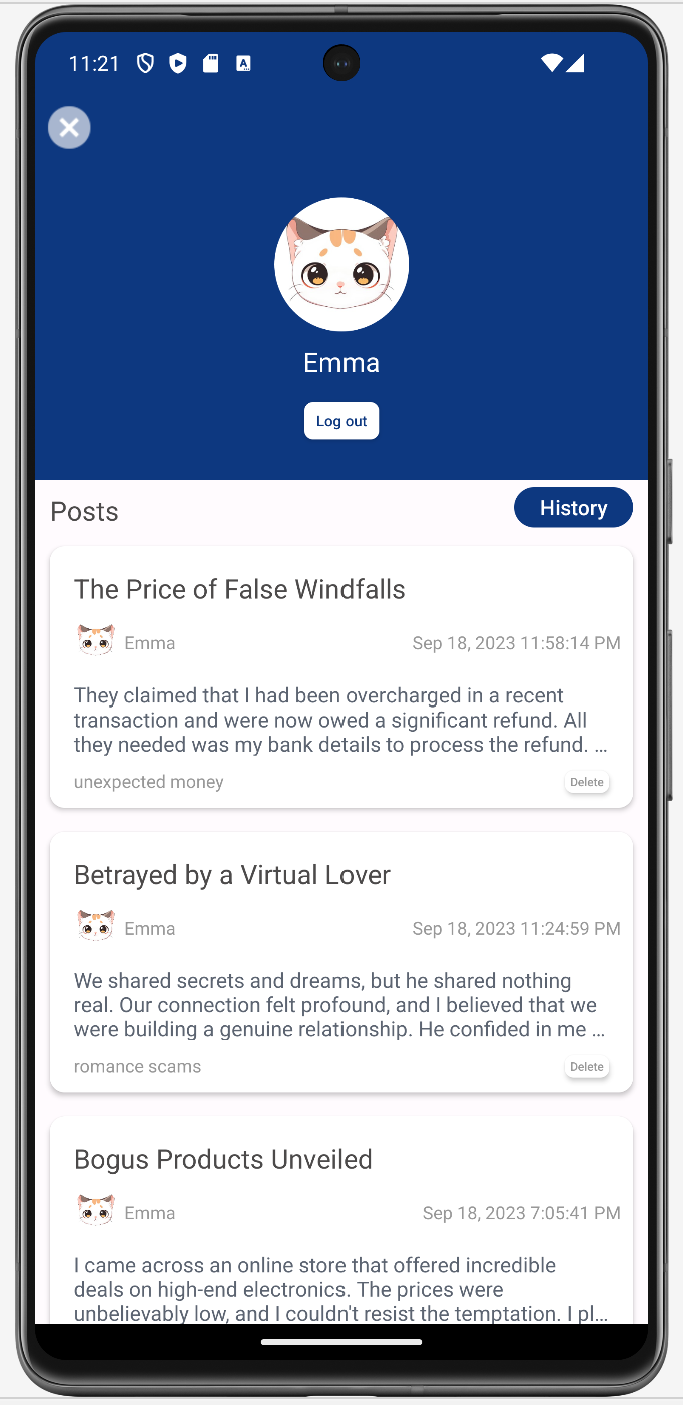 11:21
A
Emma
Log out
Posts
History
The Price of False Windfalls
Emma
Sep 18, 2023 11:58:14 PM
They claimed that I had been overcharged in a recent
transaction and were now owed a significant refund. All
they needed was my bank details to process the refund. ...
unexpected money
Delete
Betrayed by a Virtual Lover
Emma
Sep 18, 2023 11:24:59 PM
We shared secrets and dreams, but he shared nothing
real. Our connection felt profound, and I believed that we
were building a genuine relationship. He confided in me ...
romance scams
Delete
Bogus Products Unveiled
Emma
Sep 18, 2023 7:05:41 PM
I came across an online store that offered incredible
deals on high-end electronics. The prices were
unbelievably low, and I couldn't resist the temptation. I pl...